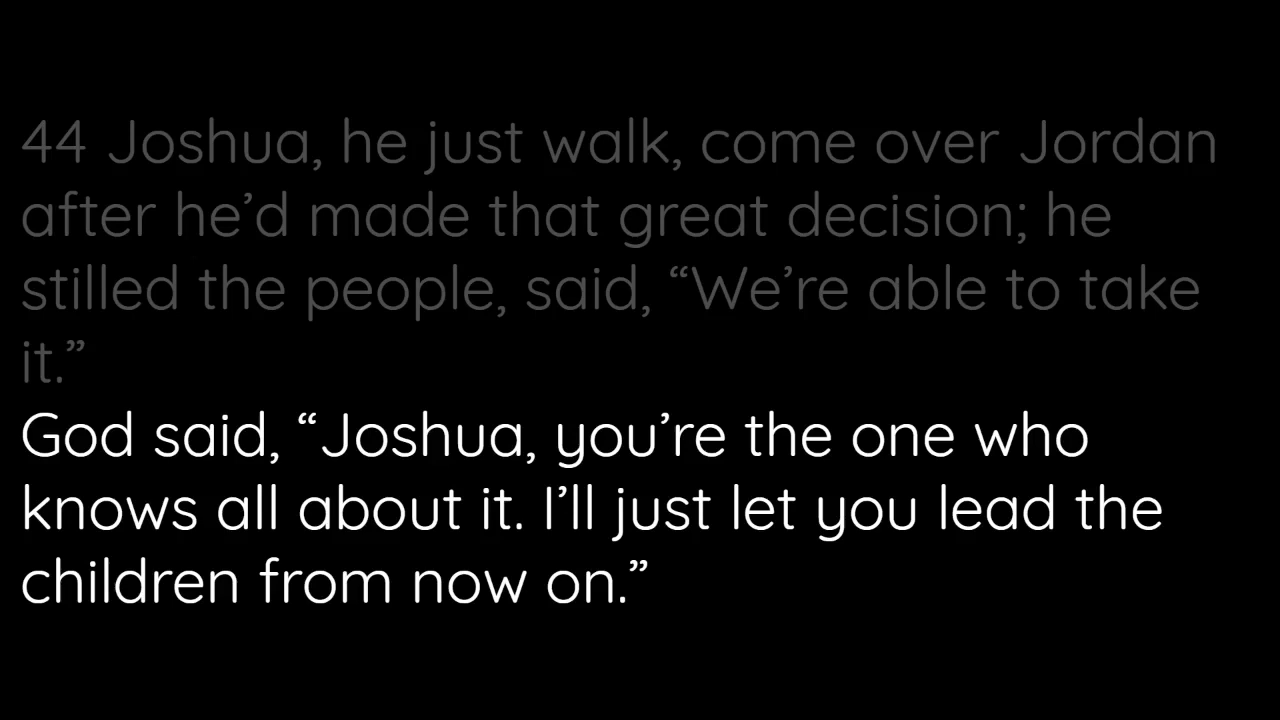 44 Joshua, he just walk, come over Jordan
after he’d made that great decision; he
stilled the people, said, “We’re able to take
it.”
God said, “Joshua, you’re the one who
knows all about it. I’ll just let you lead the
children from now on.”